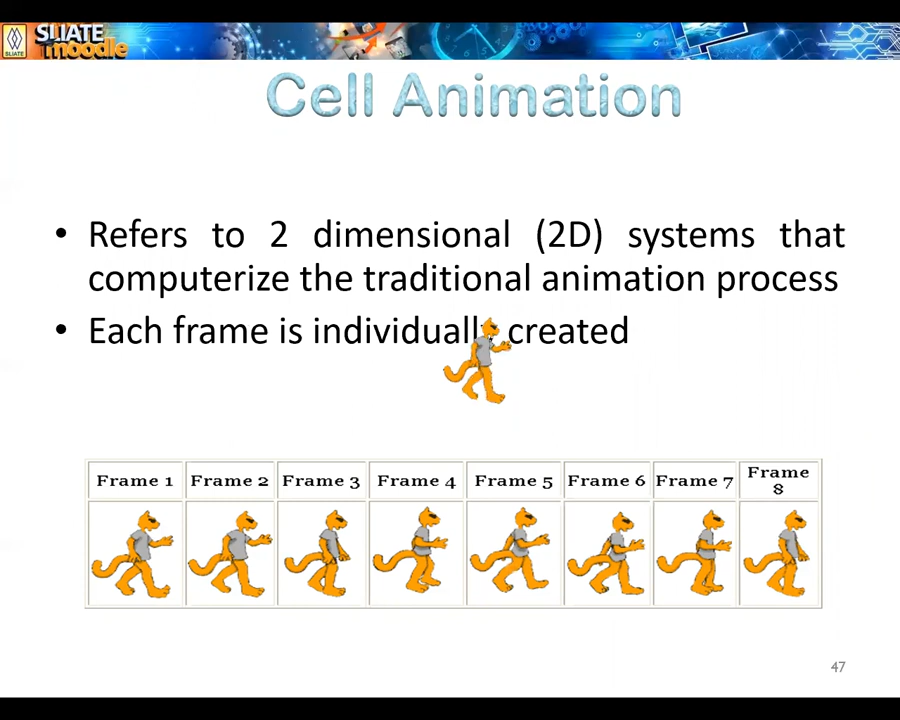 SLIATE
SLIATE
moodle
Cell Animation
• Refers to 2 dimensional (2D) systems that
computerize the traditional animation process
• Each frame is individually created
Frame 1 Frame 2 Frame 3 Frame 4 Frame 5 Frame 6 Frame 7 Frame
8
47